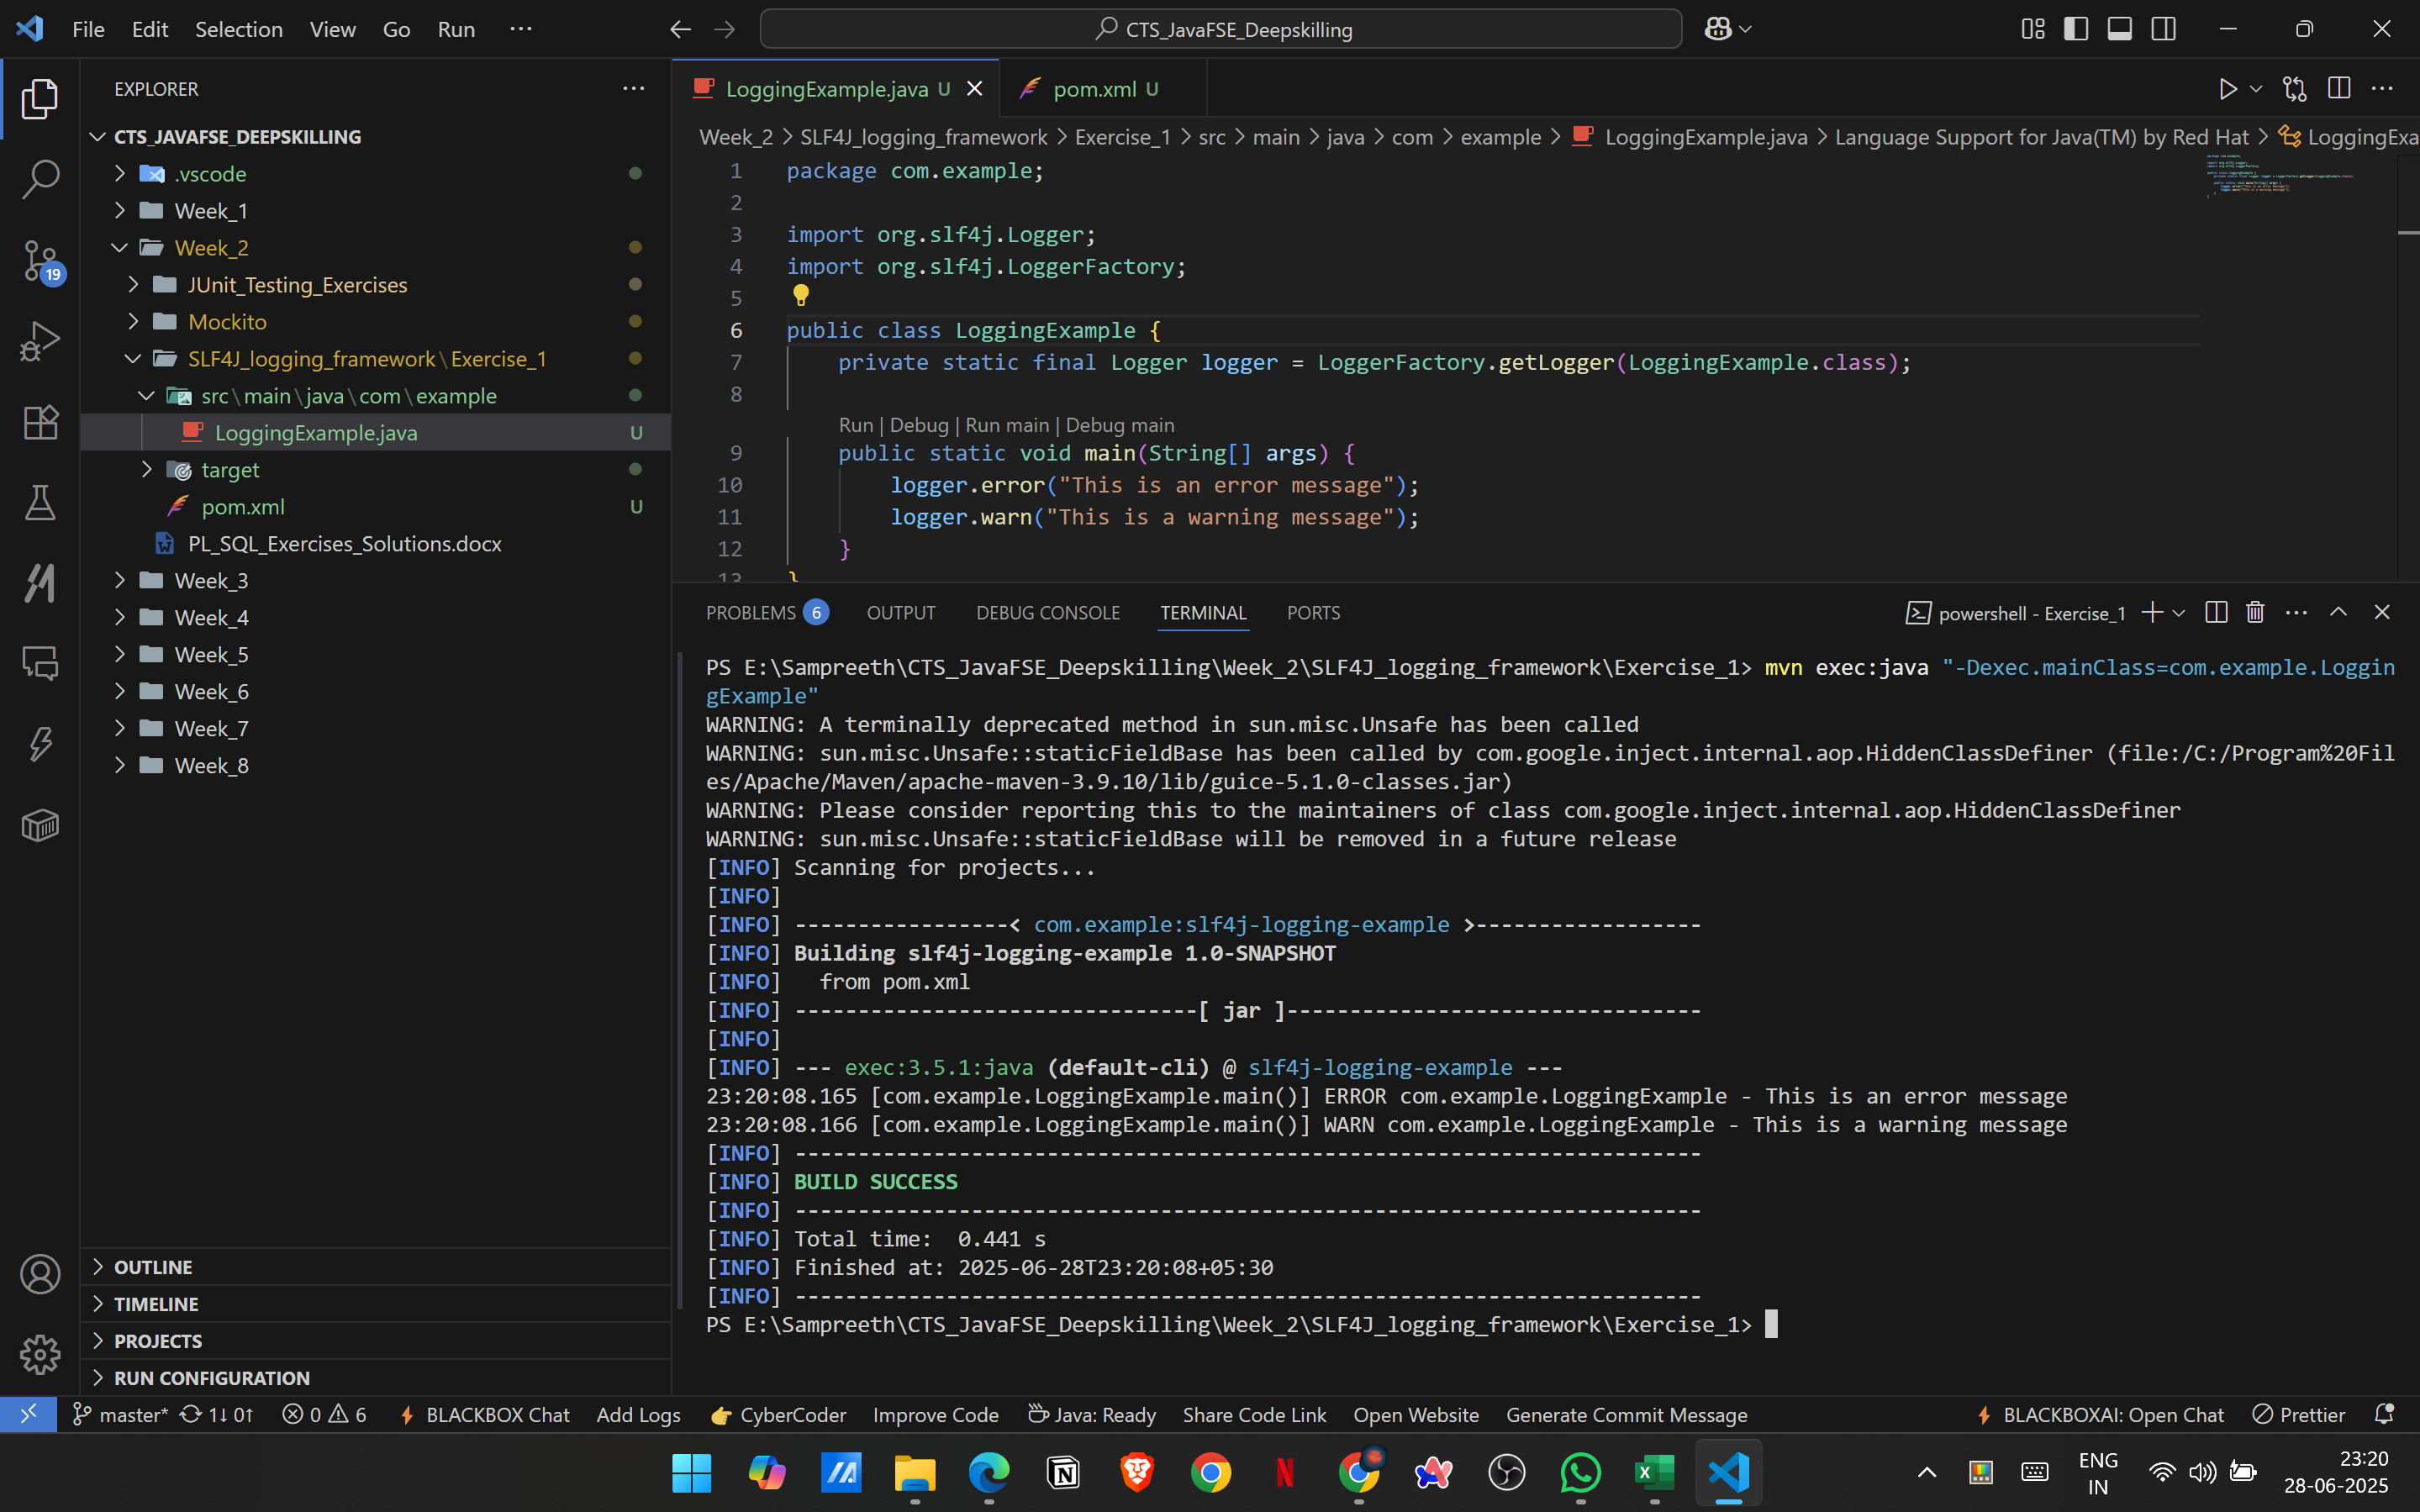 File Edit Selection View Go Run ···
CTS_JavaFSE_Deepskilling
EXPLORER
CTS_JAVAFSE_DEEPSKILLING
.vscode
Week_1
Week_2
JUnit_Testing_Exercises
Mockito
SLF4J_logging_framework\Exercise_1
src\main\java\com\example
LoggingExample.java U
target
pom.xml U
PL_SQL_Exercises_Solutions.docx
Week_3
Week_4
Week_5
Week_6
Week_7
Week_8
19
OUTLINE
TIMELINE
PROJECTS
RUN CONFIGURATION
LoggingExample.java U
pom.xml U
Week_2 > SLF4J_logging_framework > Exercise_1 > src > main > java > com > example > LoggingExample.java > Language Support for Java(TM) by Red Hat > LoggingExa
1 package com.example;
2
3 import org.slf4j.Logger;
4 import org.slf4j.LoggerFactory;
5
6 public class LoggingExample {
7 private static final Logger logger = LoggerFactory.getLogger(LoggingExample.class);
8
Run | Debug | Run main | Debug main
9 public static void main(String[] args) {
10 logger.error("This is an error message");
11 logger.warn("This is a warning message");
12 }
13 }
PROBLEMS 6 OUTPUT DEBUG CONSOLE TERMINAL PORTS
powershell - Exercise_1
PS E:\Sampreeth\CTS_JavaFSE_Deepskilling\Week_2\SLF4J_logging_framework\Exercise_1> mvn exec:java "-Dexec.mainClass=com.example.Loggin
gExample"
WARNING: A terminally deprecated method in sun.misc.Unsafe has been called
WARNING: sun.misc.Unsafe::staticFieldBase has been called by com.google.inject.internal.aop.HiddenClassDefiner (file:/C:/Program%20Fil
es/Apache/Maven/apache-maven-3.9.10/lib/guice-5.1.0-classes.jar)
WARNING: Please consider reporting this to the maintainers of class com.google.inject.internal.aop.HiddenClassDefiner
WARNING: sun.misc.Unsafe::staticFieldBase will be removed in a future release
[INFO] Scanning for projects...
[INFO]
[INFO] -----------------< com.example:slf4j-logging-example >------------------
[INFO] Building slf4j-logging-example 1.0-SNAPSHOT
[INFO]   from pom.xml
[INFO] --------------------------------[ jar ]---------------------------------
[INFO]
[INFO] --- exec:3.5.1:java (default-cli) @ slf4j-logging-example ---
23:20:08.165 [com.example.LoggingExample.main()] ERROR com.example.LoggingExample - This is an error message
23:20:08.166 [com.example.LoggingExample.main()] WARN com.example.LoggingExample - This is a warning message
[INFO] ------------------------------------------------------------------------
[INFO] BUILD SUCCESS
[INFO] ------------------------------------------------------------------------
[INFO] Total time:  0.441 s
[INFO] Finished at: 2025-06-28T23:20:08+05:30
[INFO] ------------------------------------------------------------------------
PS E:\Sampreeth\CTS_JavaFSE_Deepskilling\Week_2\SLF4J_logging_framework\Exercise_1>
master* 1↓ 0↑ 0 6 BLACKBOX Chat Add Logs CyberCoder Improve Code Java: Ready Share Code Link Open Website Generate Commit Message BLACKBOXAI: Open Chat Prettier
ENG
IN
23:20
28-06-2025